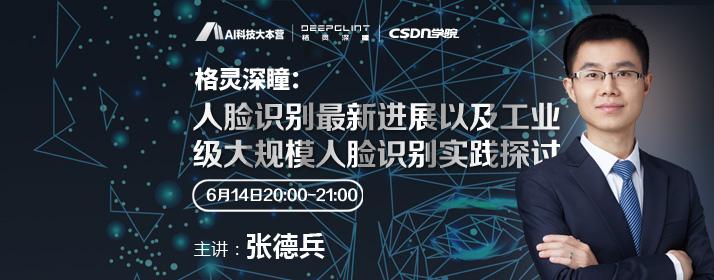 AI科技大本营 DEEPGLINT 格灵深瞳 CSDN学院
格灵深瞳：
人脸识别最新进展以及工业
级大规模人脸识别实践探讨
6月14日20:00-21:00
主讲：张德兵